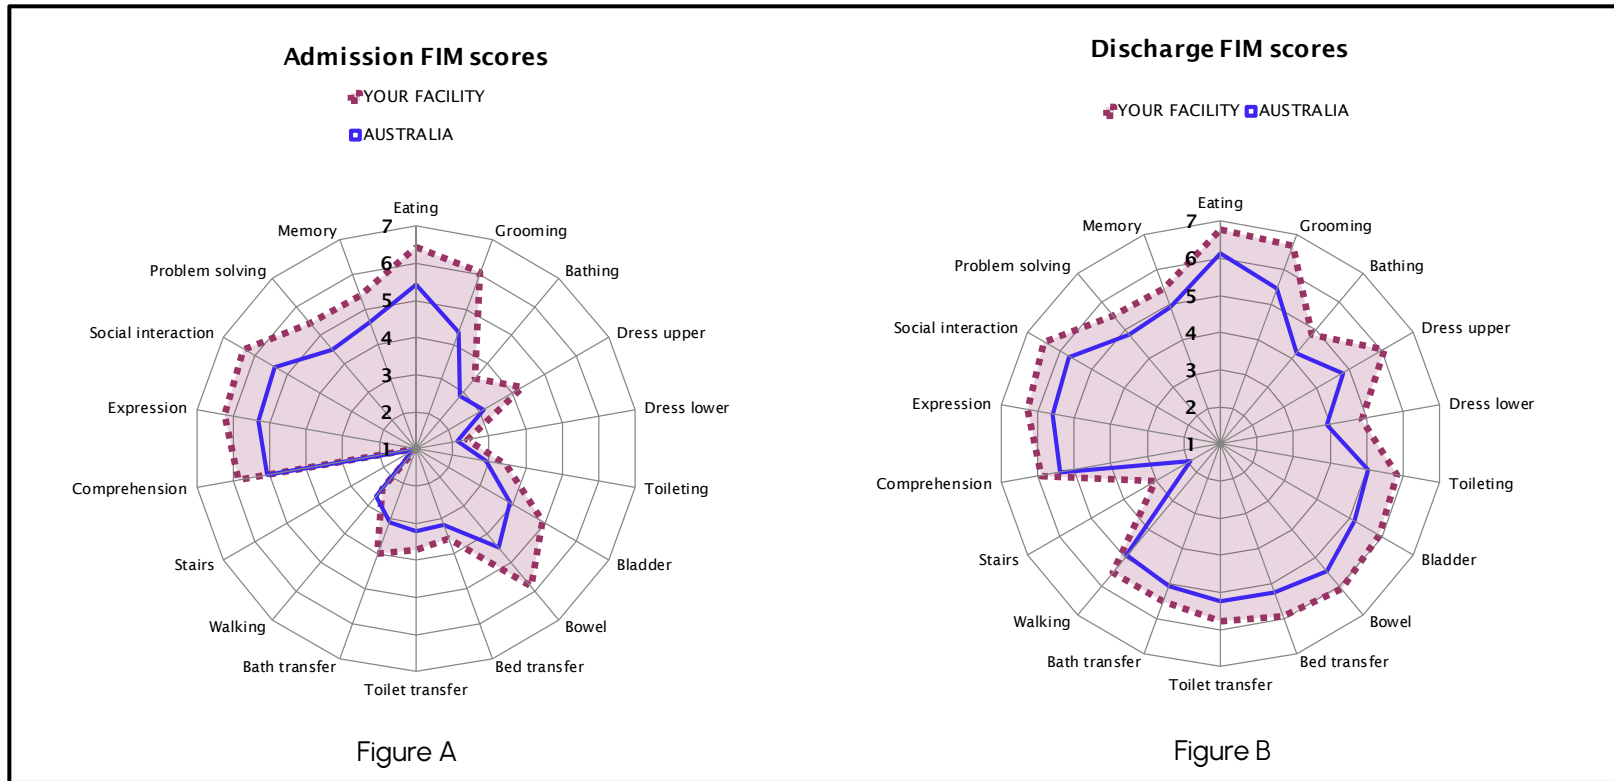 Admission FIM scores
YOUR FACILITY
AUSTRALIA
Eating
Grooming
Bathing
Dress upper
Dress lower
Toileting
Bladder
Bowel
Bed transfer
Toilet transfer
Bath transfer
Walking
Stairs
Comprehension
Expression
Social interaction
Problem solving
Memory
7
6
5
4
3
2
1
Figure A
Discharge FIM scores
YOUR FACILITY AUSTRALIA
Eating
Grooming
Bathing
Dress upper
Dress lower
Toileting
Bladder
Bowel
Bed transfer
Toilet transfer
Bath transfer
Walking
Stairs
Comprehension
Expression
Social interaction
Problem solving
Memory
7
6
5
4
3
2
1
Figure B